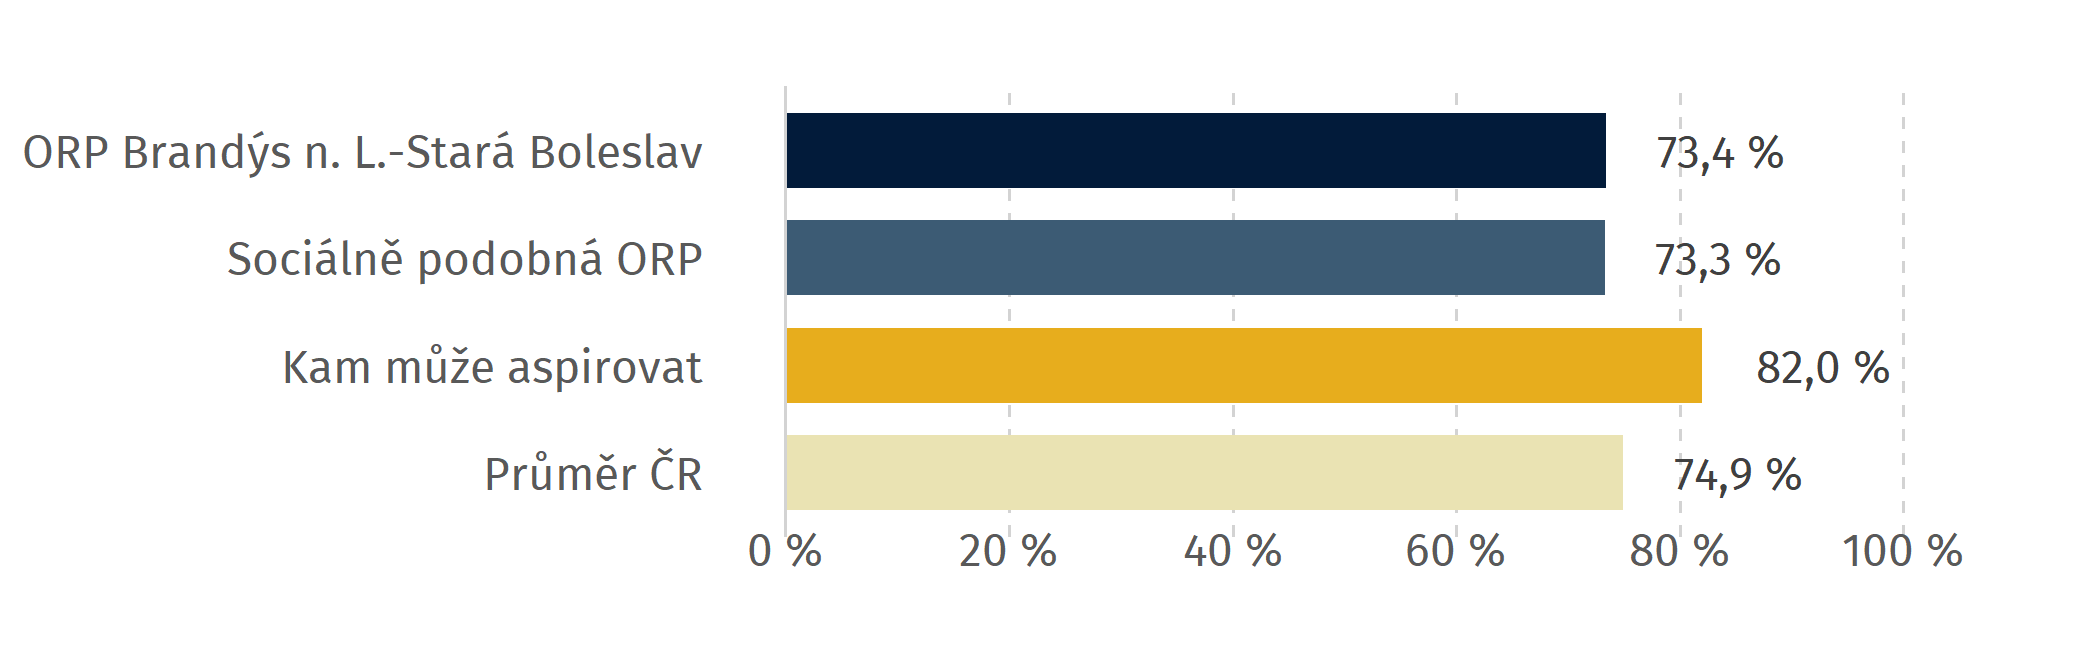 ORP Brandýs n. L.-Stará Boleslav 73,4 %
Sociálně podobná ORP 73,3 %
Kam může aspirovat 82,0 %
Průměr ČR 74,9 %
0 % 20 % 40 % 60 % 80 % 100 %